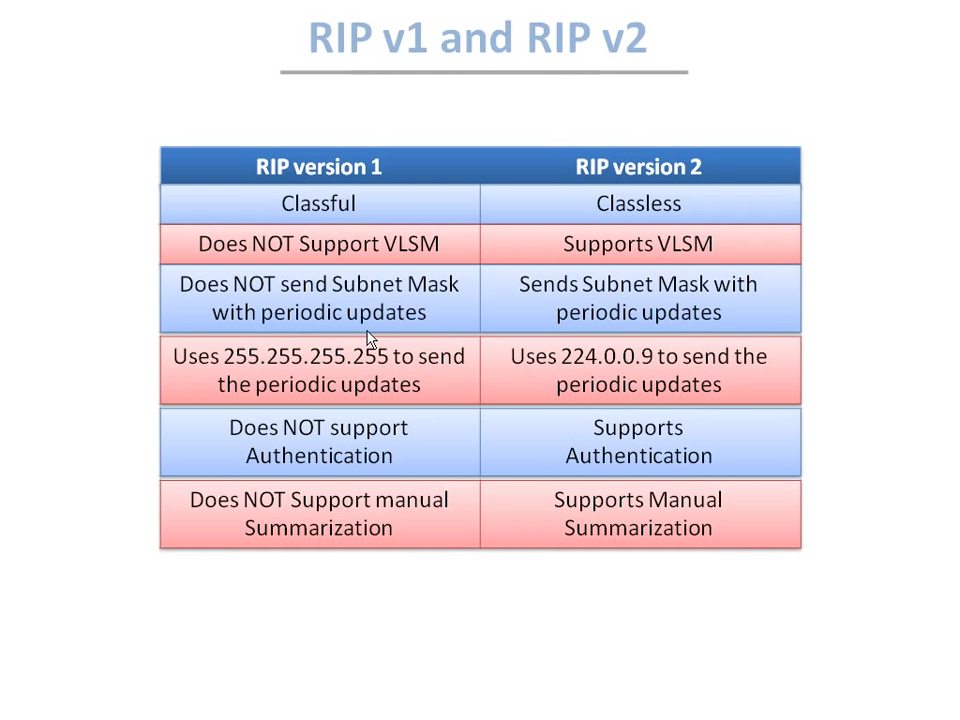 RIP v1 and RIP v2
RIP version 1
RIP version 2
Classful
Classless
Does NOT Support VLSM
Supports VLSM
Does NOT send Subnet Mask
with periodic updates
Sends Subnet Mask with
periodic updates
Uses 255.255.255.255 to send
the periodic updates
Uses 224.0.0.9 to send the
periodic updates
Does NOT support
Authentication
Supports
Authentication
Does NOT Support manual
Summarization
Supports Manual
Summarization